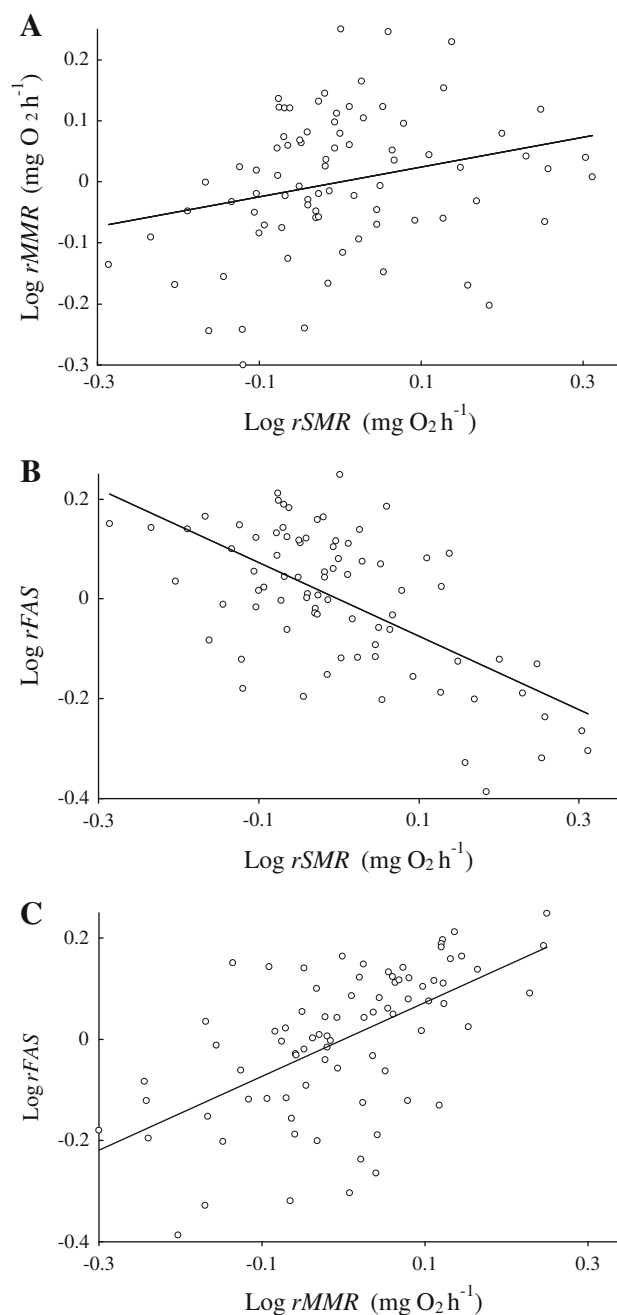 A
Log rMMR (mg O2 h-1)
0.2
0.1
0
-0.1
-0.2
-0.3
-0.3 -0.1 0.1 0.3
Log rSMR (mg O2 h-1)
B
Log rFAS
0.2
0
-0.2
-0.4
-0.3 -0.1 0.1 0.3
Log rSMR (mg O2 h-1)
C
Log rFAS
0.2
0
-0.2
-0.4
-0.3 -0.1 0.1 0.3
Log rMMR (mg O2 h-1)